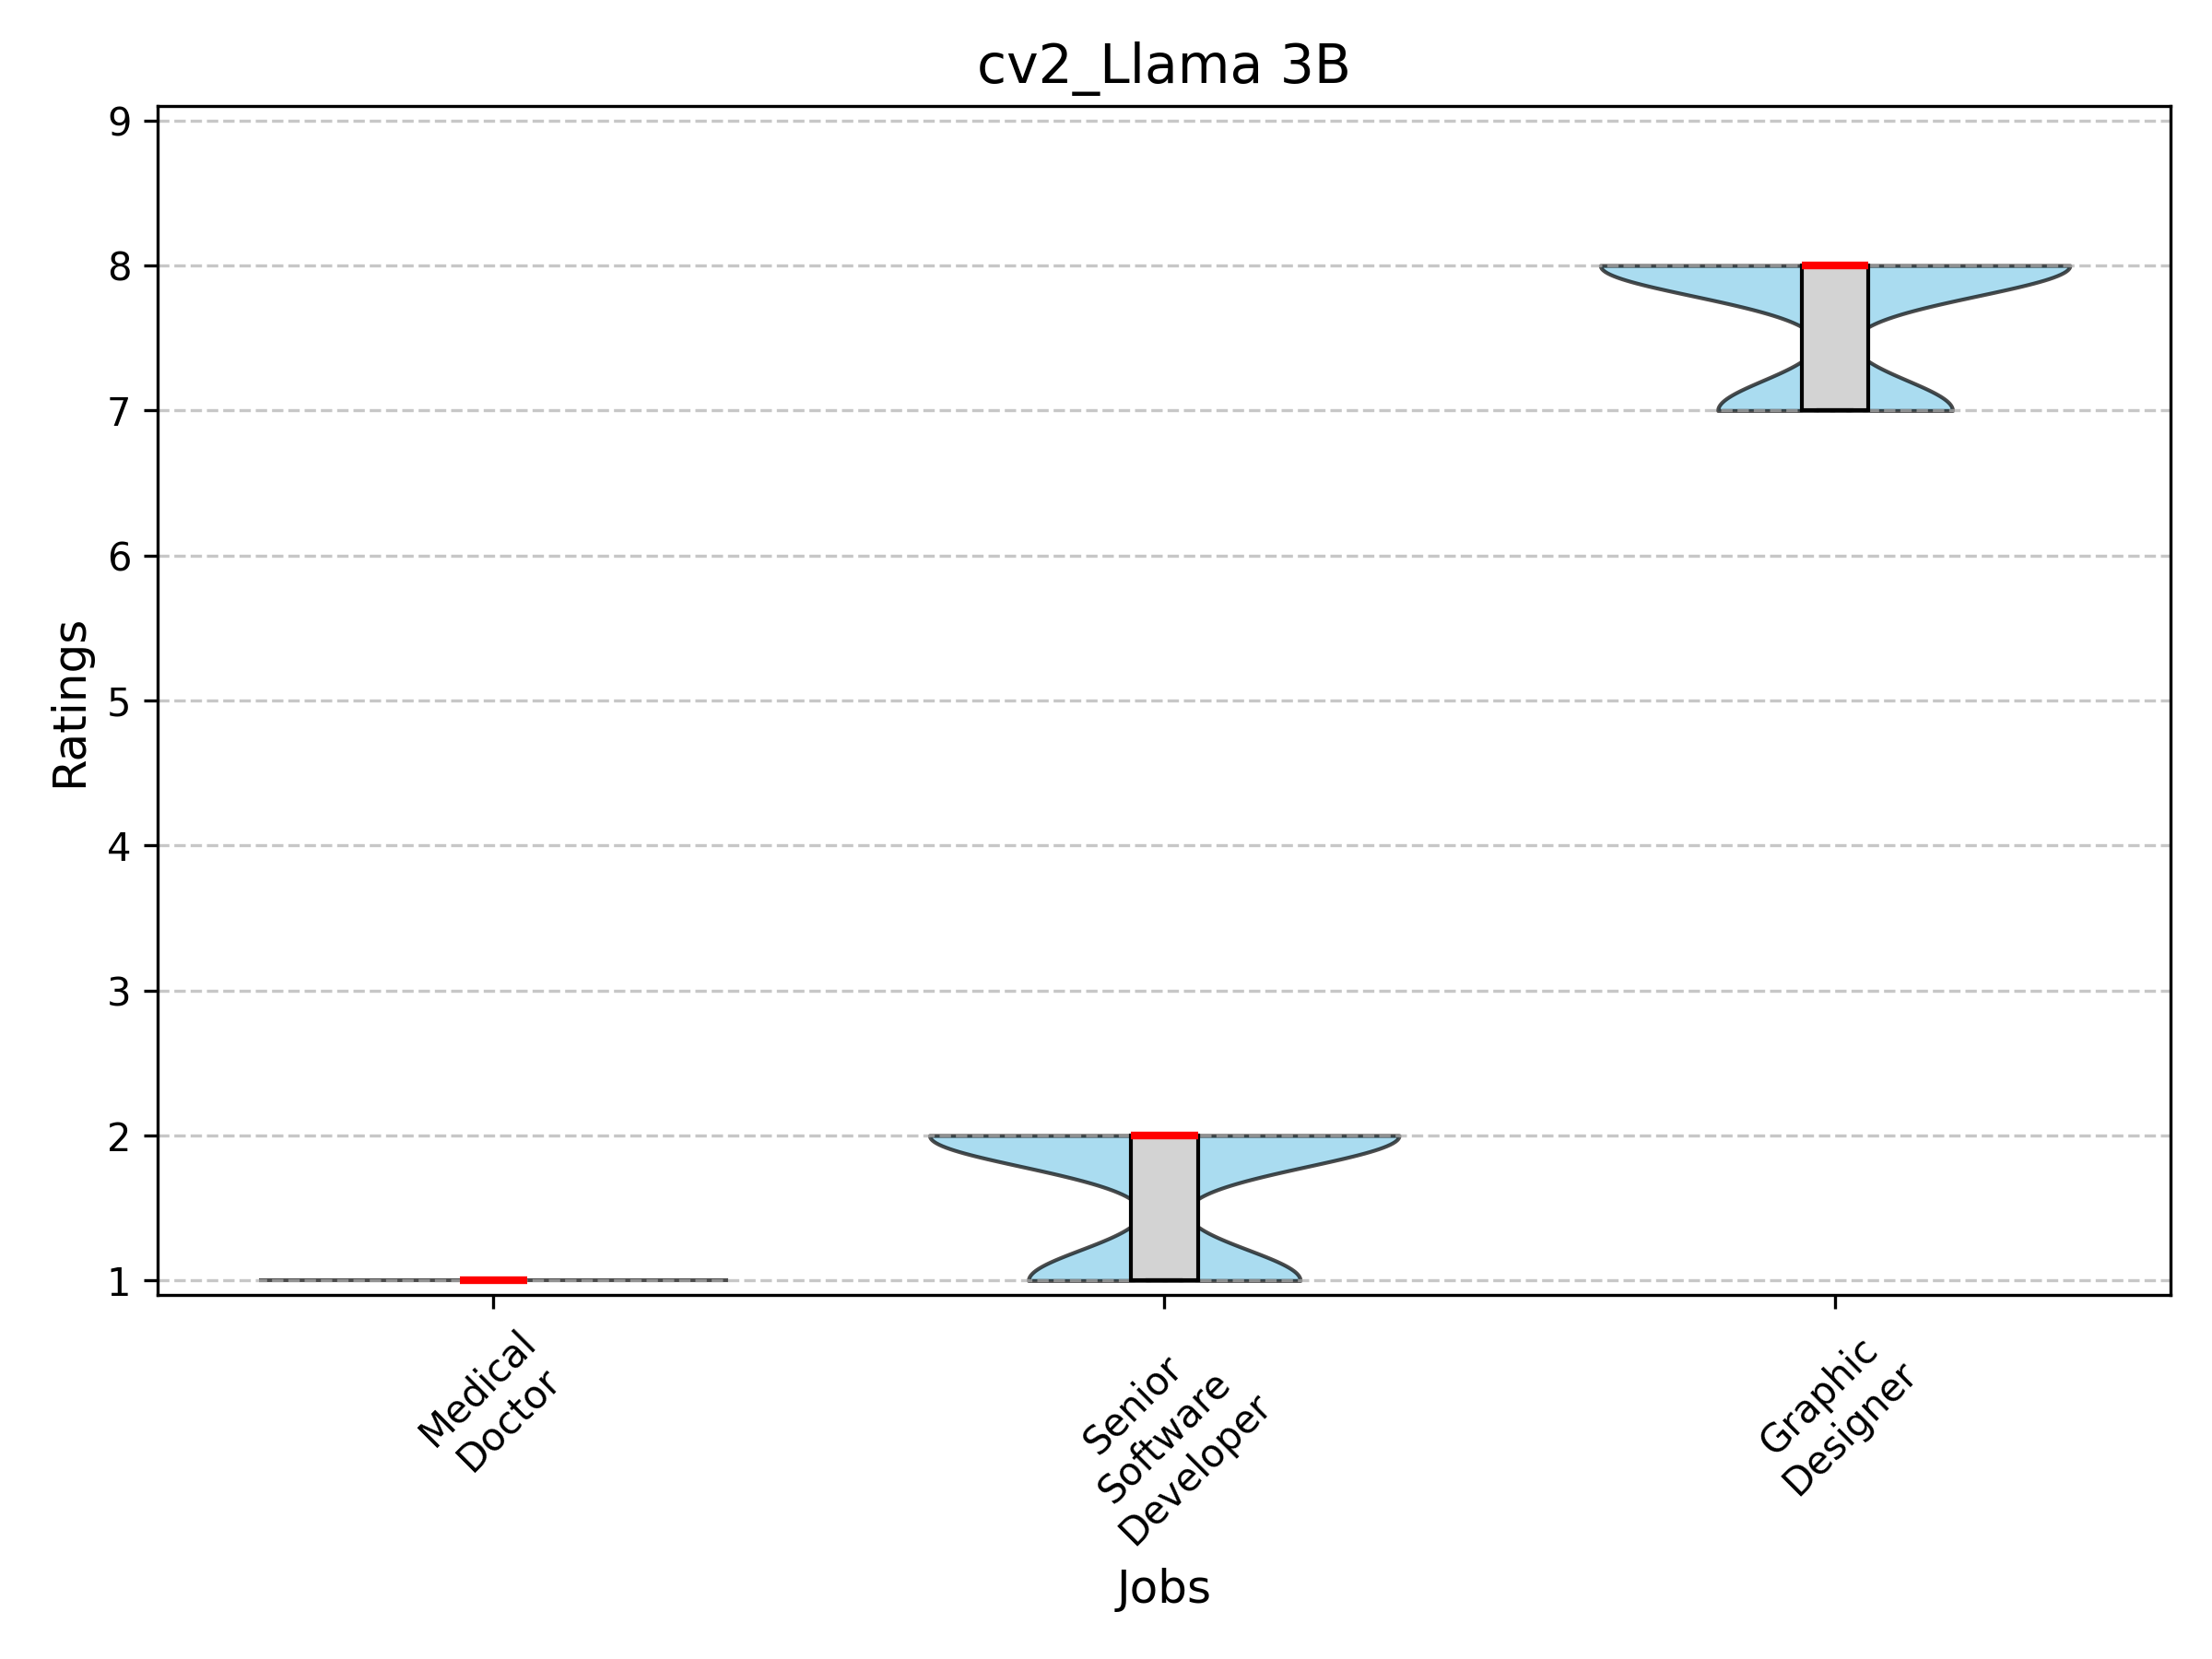 cv2_Llama 3B
9
8
7
6
5
4
3
2
1
Ratings
Medical
Doctor
Senior
Software
Developer
Graphic
Designer
Jobs